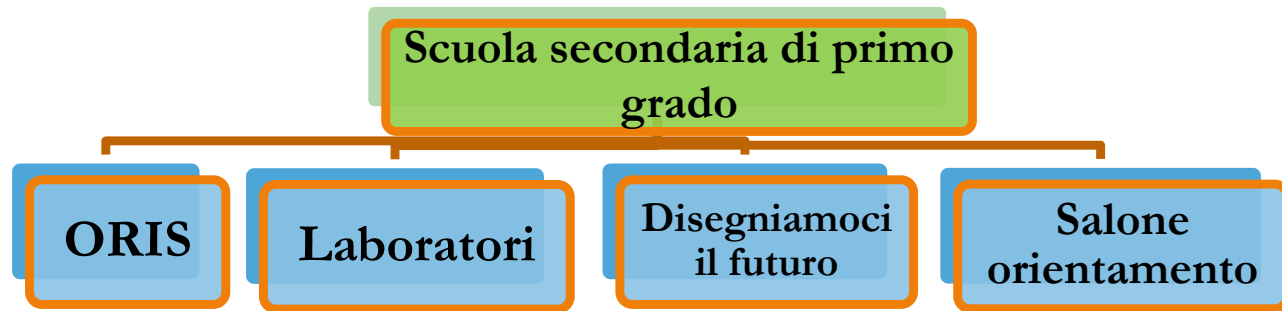 Scuola secondaria di primo
grado
ORIS
Laboratori
Disegniamoci
il futuro
Salone
orientamento